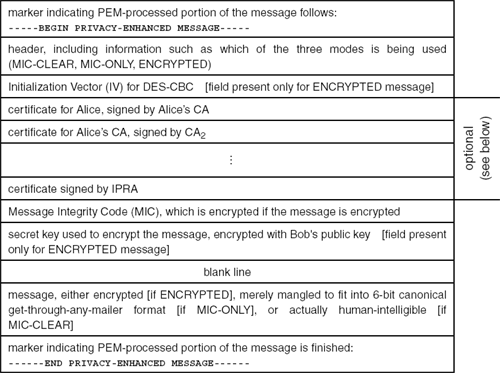 marker indicating PEM-processed portion of the message follows:
-----BEGIN PRIVACY-ENHANCED MESSAGE-----
header, including information such as which of the three modes is being used
(MIC-CLEAR, MIC-ONLY, ENCRYPTED)
Initialization Vector (IV) for DES-CBC [field present only for ENCRYPTED message]
certificate for Alice, signed by Alice's CA
certificate for Alice's CA, signed by CA2
⋮
certificate signed by IPRA
optional
(see below)
Message Integrity Code (MIC), which is encrypted if the message is encrypted
secret key used to encrypt the message, encrypted with Bob's public key [field present
only for ENCRYPTED message]
blank line
message, either encrypted [if ENCRYPTED], merely mangled to fit into 6-bit canonical
get-through-any-mailer format [if MIC-ONLY], or actually human-intelligible [if
MIC-CLEAR]
marker indicating PEM-processed portion of the message is finished:
------END PRIVACY-ENHANCED MESSAGE------